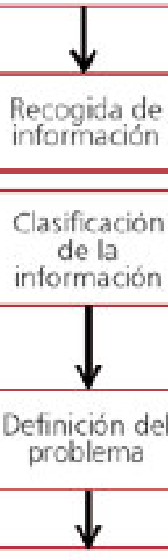 Recogida de
información
Clasificación
de la
información
Definición del
problema